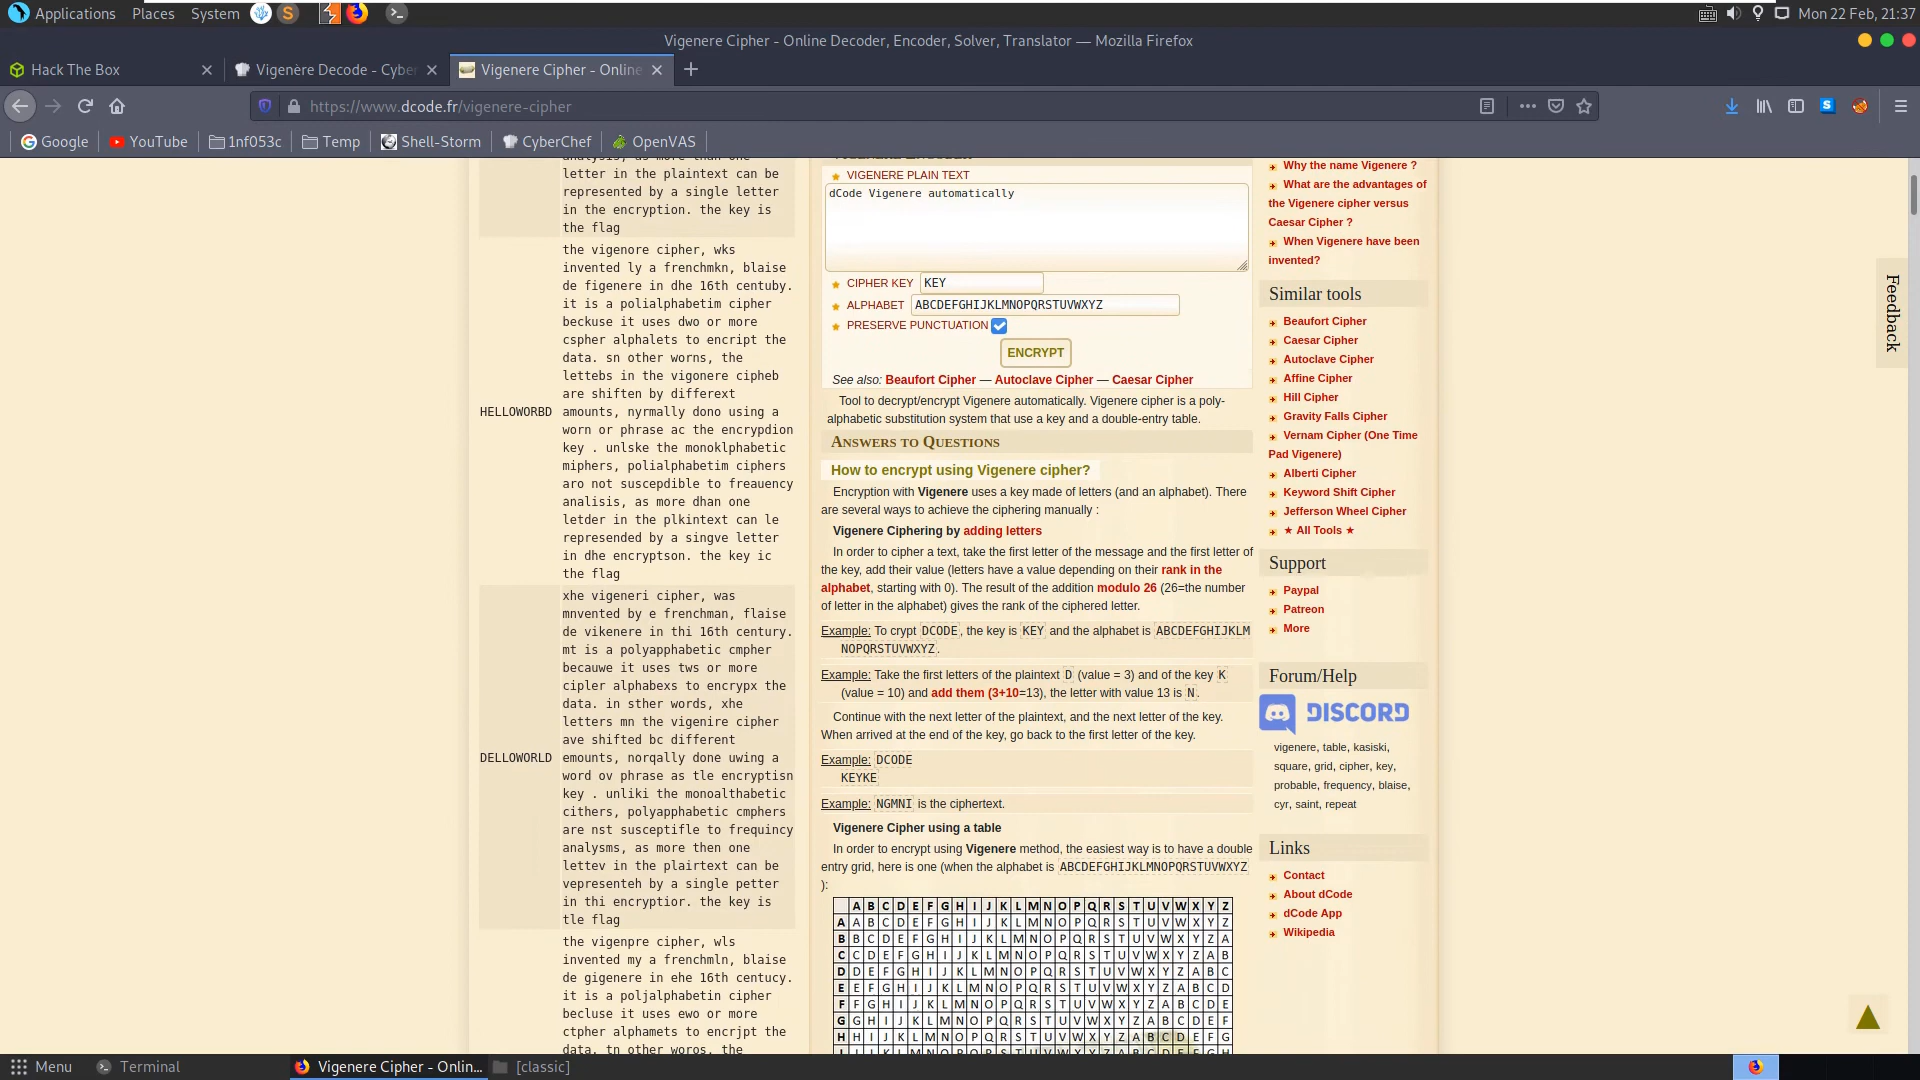 Applications Places System Mon 22 Feb, 21:37
Vigenere Cipher - Online Decoder, Encoder, Solver, Translator — Mozilla Firefox
Hack The Box
Vigenère Decode - Cyber
Vigenere Cipher - Online
https://www.dcode.fr/vigenere-cipher
Google YouTube 1nf053c Temp Shell-Storm CyberChef OpenVAS
analysis, as more than one
letter in the plaintext can be
represented by a single letter
in the encryption. the key is
the flag
HELLOWORBD
the vigenore cipher, wks
invented ly a frenchmkn, blaise
de figenere in dhe 16th centuby.
it is a polialphabetim cipher
beckuse it uses dwo or more
cspher alphalets to encript the
data. sn other worns, the
lettebs in the vigonere cipheb
are shiften by differext
amounts, nyrmally dono using a
worn or phrase ac the encrypdion
key . unlske the monoklphabetic
miphers, polialphabetim ciphers
aro not suscepdible to freauency
analisis, as more dhan one
letder in the plkintext can le
represended by a singve letter
in dhe encryptson. the key ic
the flag
DELLOWORLD
xhe vigeneri cipher, was
mnvented by e frenchman, flaise
de vikenere in thi 16th century.
mt is a polyapphabetic cmpher
becauwe it uses tws or more
cipler alphabexs to encrypx the
data. in sther words, xhe
letters mn the vigenire cipher
ave shifted bc different
emounts, norqally done uwing a
word ov phrase as tle encryptisn
key . unliki the monoalthabetic
cithers, polyapphabetic cmphers
are nst susceptifle to frequincy
analysms, as more then one
lettev in the plairtext can be
vepresenteh by a single petter
in thi encryptior. the key is
tle flag
the vigenpre cipher, wls
invented my a frenchmln, blaise
de gigenere in ehe 16th centucy.
it is a poljalphabetin cipher
becluse it uses ewo or more
ctpher alphamets to encrjpt the
data. tn other woros. the
VIGENERE ENCODER
VIGENERE PLAIN TEXT
dCode Vigenere automatically
CIPHER KEY KEY
ALPHABET ABCDEFGHIJKLMNOPQRSTUVWXYZ
PRESERVE PUNCTUATION
ENCRYPT
See also: Beaufort Cipher — Autoclave Cipher — Caesar Cipher
Tool to decrypt/encrypt Vigenere automatically. Vigenere cipher is a poly-
alphabetic substitution system that use a key and a double-entry table.
ANSWERS TO QUESTIONS
How to encrypt using Vigenere cipher?
Encryption with Vigenere uses a key made of letters (and an alphabet). There
are several ways to achieve the ciphering manually :
Vigenere Ciphering by adding letters
In order to cipher a text, take the first letter of the message and the first letter of
the key, add their value (letters have a value depending on their rank in the
alphabet, starting with 0). The result of the addition modulo 26 (26=the number
of letter in the alphabet) gives the rank of the ciphered letter.
Example: To crypt DCODE, the key is KEY and the alphabet is ABCDEFGHIJKLM
NOPQRSTUVWXYZ.
Example: Take the first letters of the plaintext D (value = 3) and of the key K
(value = 10) and add them (3+10=13), the letter with value 13 is N.
Continue with the next letter of the plaintext, and the next letter of the key.
When arrived at the end of the key, go back to the first letter of the key.
Example: DCODE
KEYKE
Example: NGMNI is the ciphertext.
Vigenere Cipher using a table
In order to encrypt using Vigenere method, the easiest way is to have a double
entry grid, here is one (when the alphabet is ABCDEFGHIJKLMNOPQRSTUVWXYZ
):
A B C D E F G H I J K L M N O P Q R S T U V W X Y Z
A A B C D E F G H I J K L M N O P Q R S T U V W X Y Z
B B C D E F G H I J K L M N O P Q R S T U V W X Y Z A
C C D E F G H I J K L M N O P Q R S T U V W X Y Z A B
D D E F G H I J K L M N O P Q R S T U V W X Y Z A B C
E E F G H I J K L M N O P Q R S T U V W X Y Z A B C D
F F G H I J K L M N O P Q R S T U V W X Y Z A B C D E
G G H I J K L M N O P Q R S T U V W X Y Z A B C D E F
H H I J K L M N O P Q R S T U V W X Y Z A B C D E F G
Why the name Vigenere ?
What are the advantages of
the Vigenere cipher versus
Caesar Cipher ?
When Vigenere have been
invented?
Similar tools
Beaufort Cipher
Caesar Cipher
Autoclave Cipher
Affine Cipher
Hill Cipher
Gravity Falls Cipher
Vernam Cipher (One Time
Pad Vigenere)
Alberti Cipher
Keyword Shift Cipher
Jefferson Wheel Cipher
★ All Tools ★
Support
Paypal
Patreon
More
Forum/Help
DISCORD
vigenere, table, kasiski,
square, grid, cipher, key,
probable, frequency, blaise,
cyr, saint, repeat
Links
Contact
About dCode
dCode App
Wikipedia
Feedback
Menu Terminal Vigenere Cipher - Onlin... [classic]